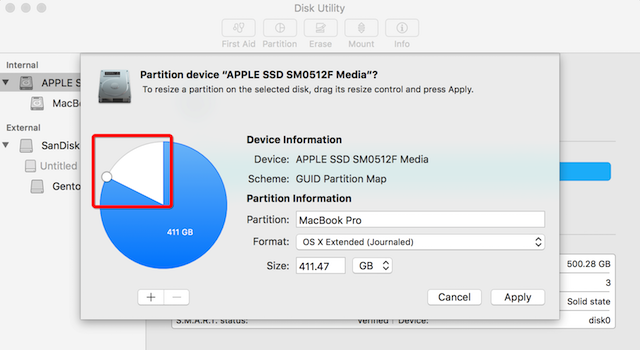 Disk Utility
First Aid Partition Erase Mount Info
Internal
APPLE S
MacBo
External
SanDisk
Untitled
Gento
Partition device “APPLE SSD SM0512F Media”?
To resize a partition on the selected disk, drag its resize control and press Apply.
411 GB
Device Information
Device: APPLE SSD SM0512F Media
Scheme: GUID Partition Map
Partition Information
Partition: MacBook Pro
Format: OS X Extended (Journaled)
Size: 411.47 GB
+ −
Cancel Apply
500.28 GB
3
Solid state
S.M.A.R.T. status: Verified Device: disk0